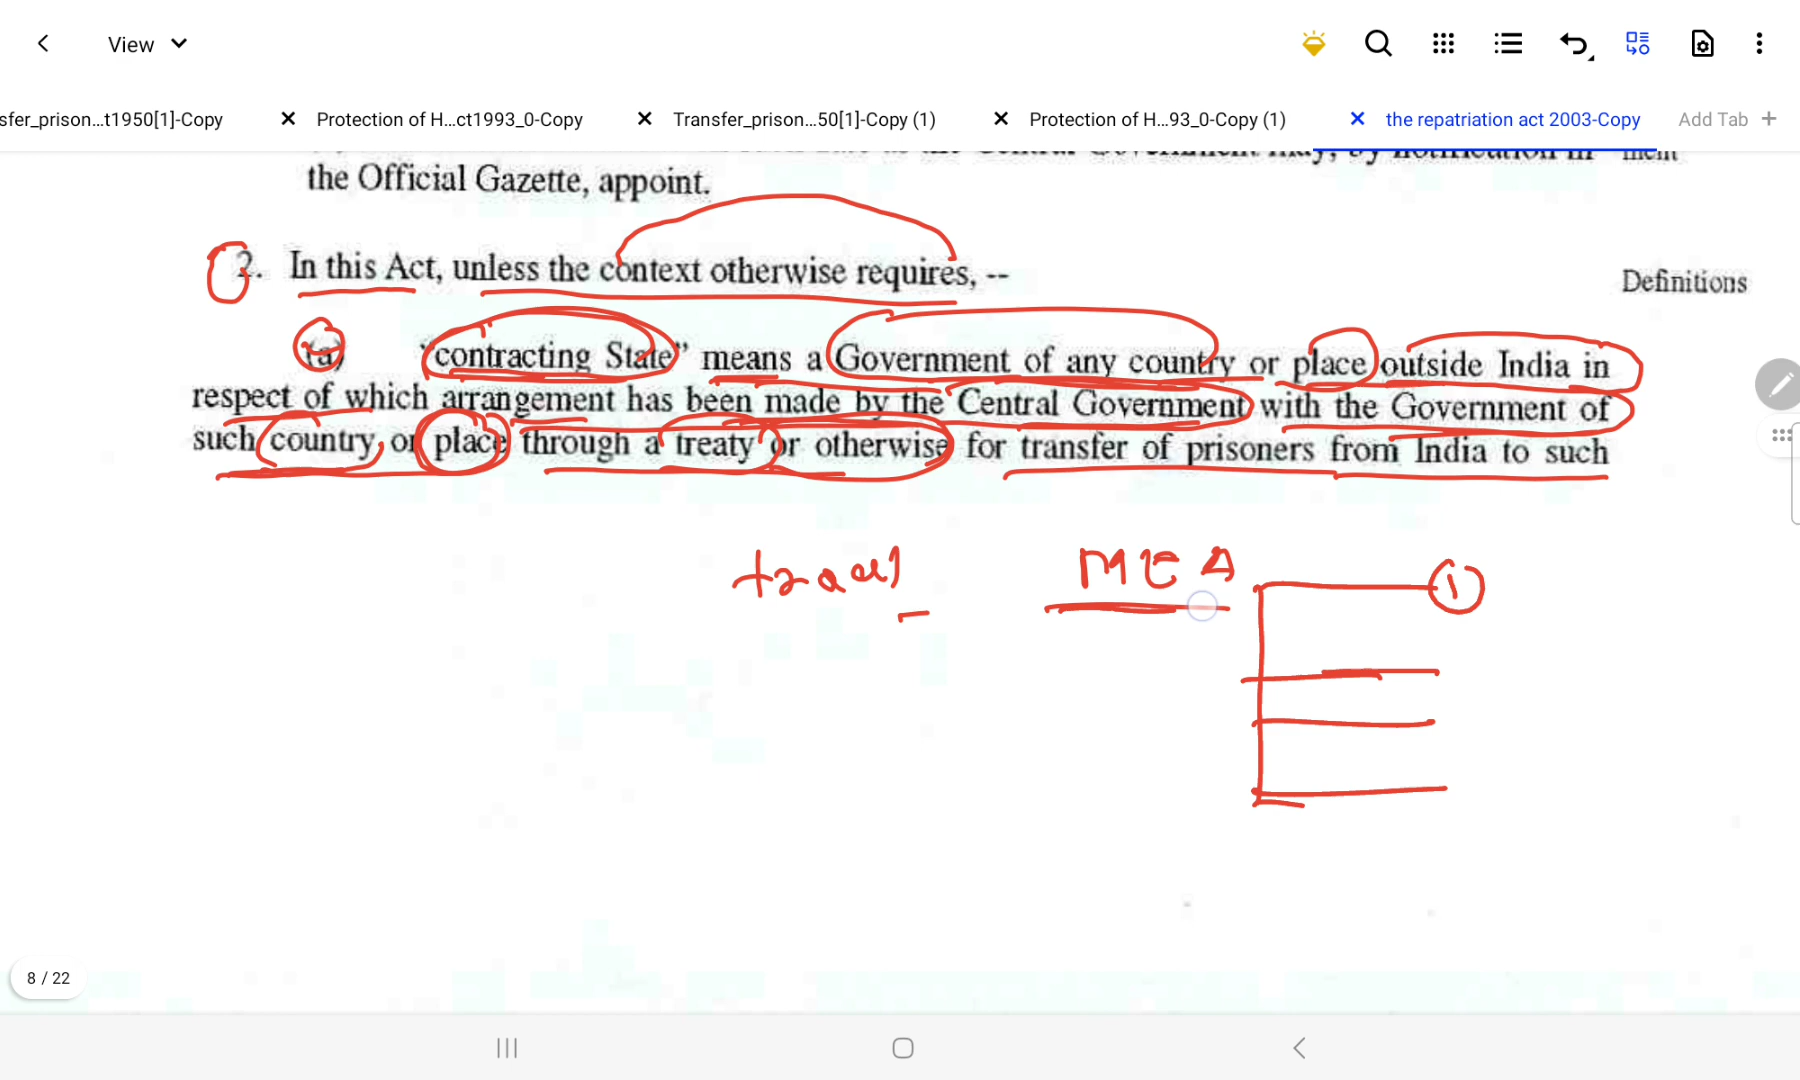 View
sfer_prison...t1950[1]-Copy
Protection of H...ct1993_0-Copy
Transfer_prison...50[1]-Copy (1)
Protection of H...93_0-Copy (1)
the repatriation act 2003-Copy
Add Tab +
the Official Gazette, appoint.
2. In this Act, unless the context otherwise requires, --
Definitions
(a) "contracting State" means a Government of any country or place outside India in
respect of which arrangement has been made by the Central Government with the Government of
such country, or place through a treaty or otherwise for transfer of prisoners from India to such
MEA
1
8 / 22